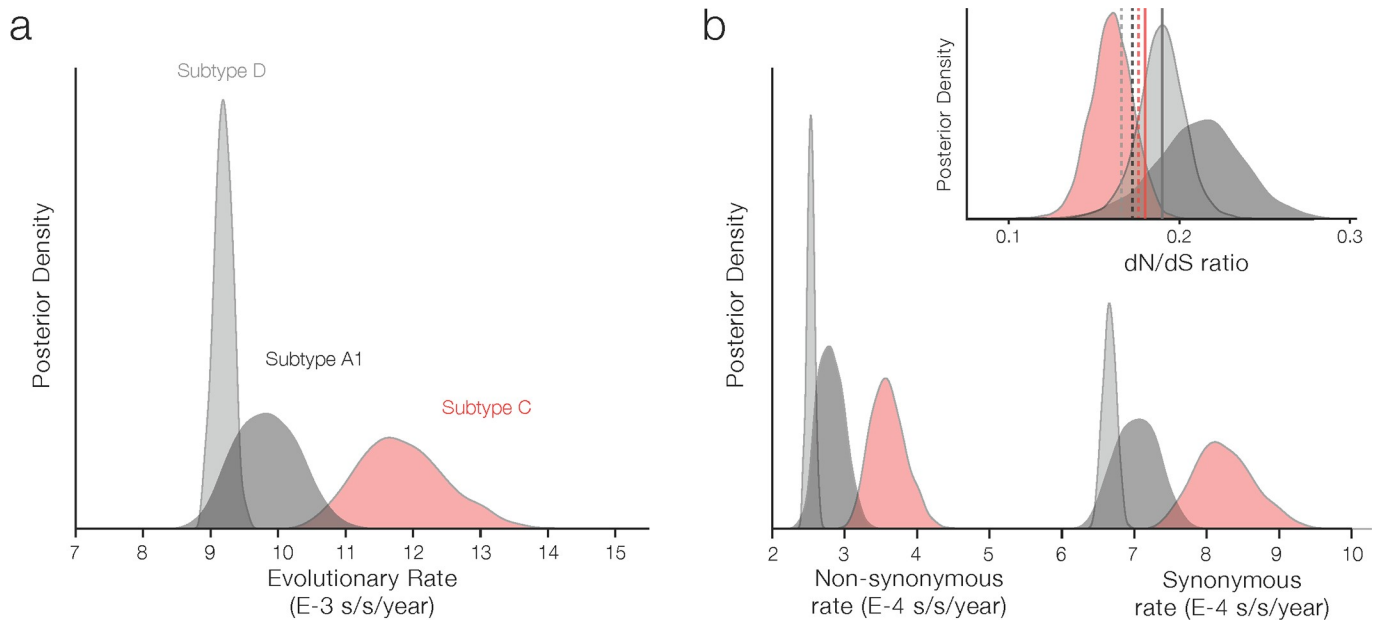 a
Subtype D
Subtype A1
Subtype C
Posterior Density
7 8 9 10 11 12 13 14 15
Evolutionary Rate
(E-3 s/s/year)
b
Posterior Density
0.1 0.2 0.3
dN/dS ratio
Posterior Density
2 3 4 5 6 7 8 9 10
Non-synonymous
rate (E-4 s/s/year)
Synonymous
rate (E-4 s/s/year)